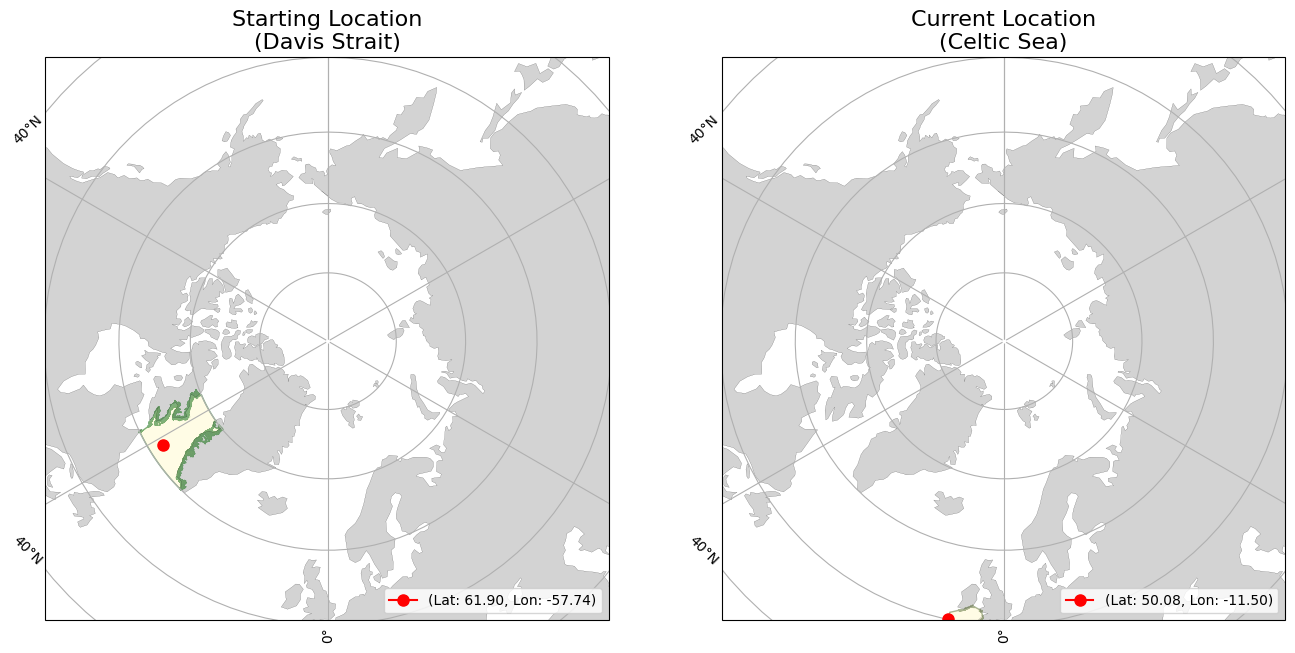 Starting Location
(Davis Strait)
40°N
40°N
0°
(Lat: 61.90, Lon: -57.74)
Current Location
(Celtic Sea)
40°N
40°N
0°
(Lat: 50.08, Lon: -11.50)